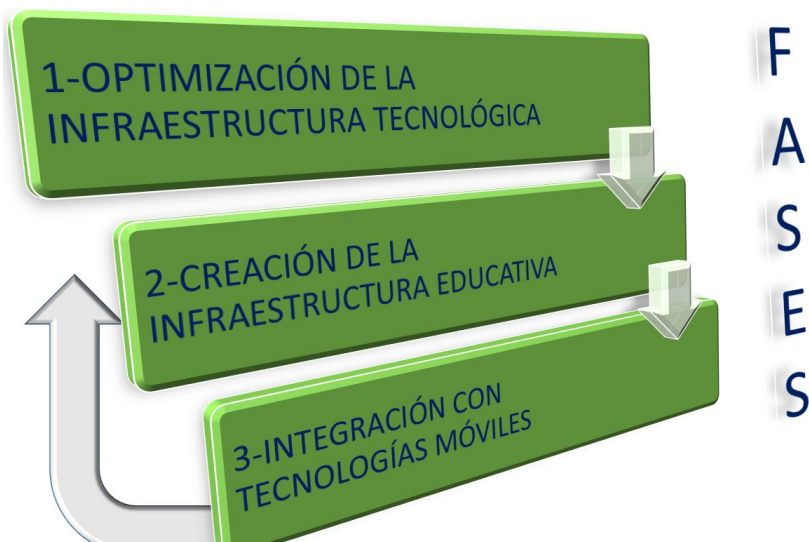 1-OPTIMIZACIÓN DE LA
INFRAESTRUCTURA TECNOLÓGICA
2-CREACIÓN DE LA
INFRAESTRUCTURA EDUCATIVA
3-INTEGRACIÓN CON
TECNOLOGÍAS MÓVILES
F
A
S
E
S